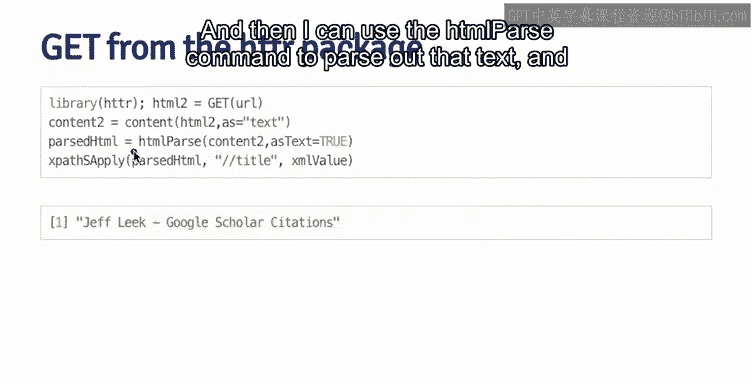 And then I can use the htmlParse
command to parse out that text, and
GET from the httr package
library(httr); html2 = GET(url)
content2 = content(html2,as="text")
parsedHtml = htmlParse(content2,asText=TRUE)
xpathSApply(parsedHtml, "//title", xmlValue)
[1] "Jeff Leek - Google Scholar Citations"